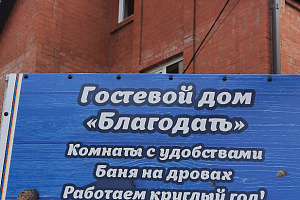 Гостевой дом
«Благодать»
Комнаты с удобствами
Баня на дровах
Работаем круглый год!